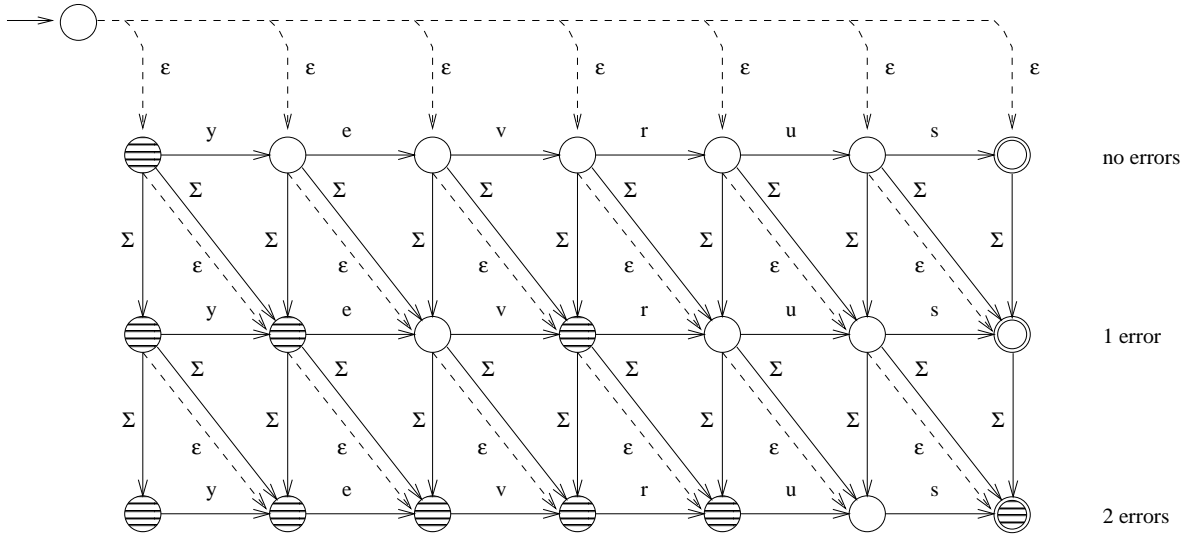 ε ε ε ε ε ε ε
y e v r u s no errors
Σ Σ Σ Σ Σ Σ
Σ Σ Σ Σ Σ Σ Σ
ε ε ε ε ε ε
y e v r u s 1 error
Σ Σ Σ Σ Σ Σ
Σ Σ Σ Σ Σ Σ Σ
ε ε ε ε ε ε
y e v r u s 2 errors